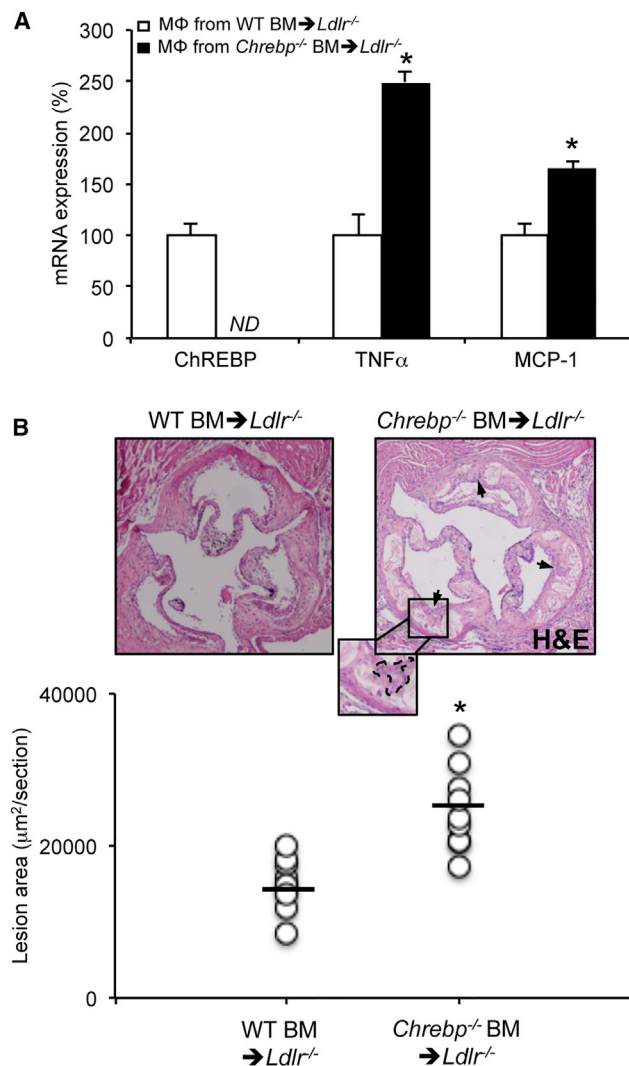 A
MΦ from WT BM➔Ldlr-/-
MΦ from Chrebp-/- BM➔Ldlr-/-
mRNA expression (%)
300
250
200
150
100
50
0
*
*
ND
ChREBP
TNFα
MCP-1
B
WT BM➔Ldlr-/-
Chrebp-/- BM➔Ldlr-/-
H&E
Lesion area (μm2/section)
40000
20000
0
*
WT BM
➔Ldlr-/-
Chrebp-/- BM
➔Ldlr-/-